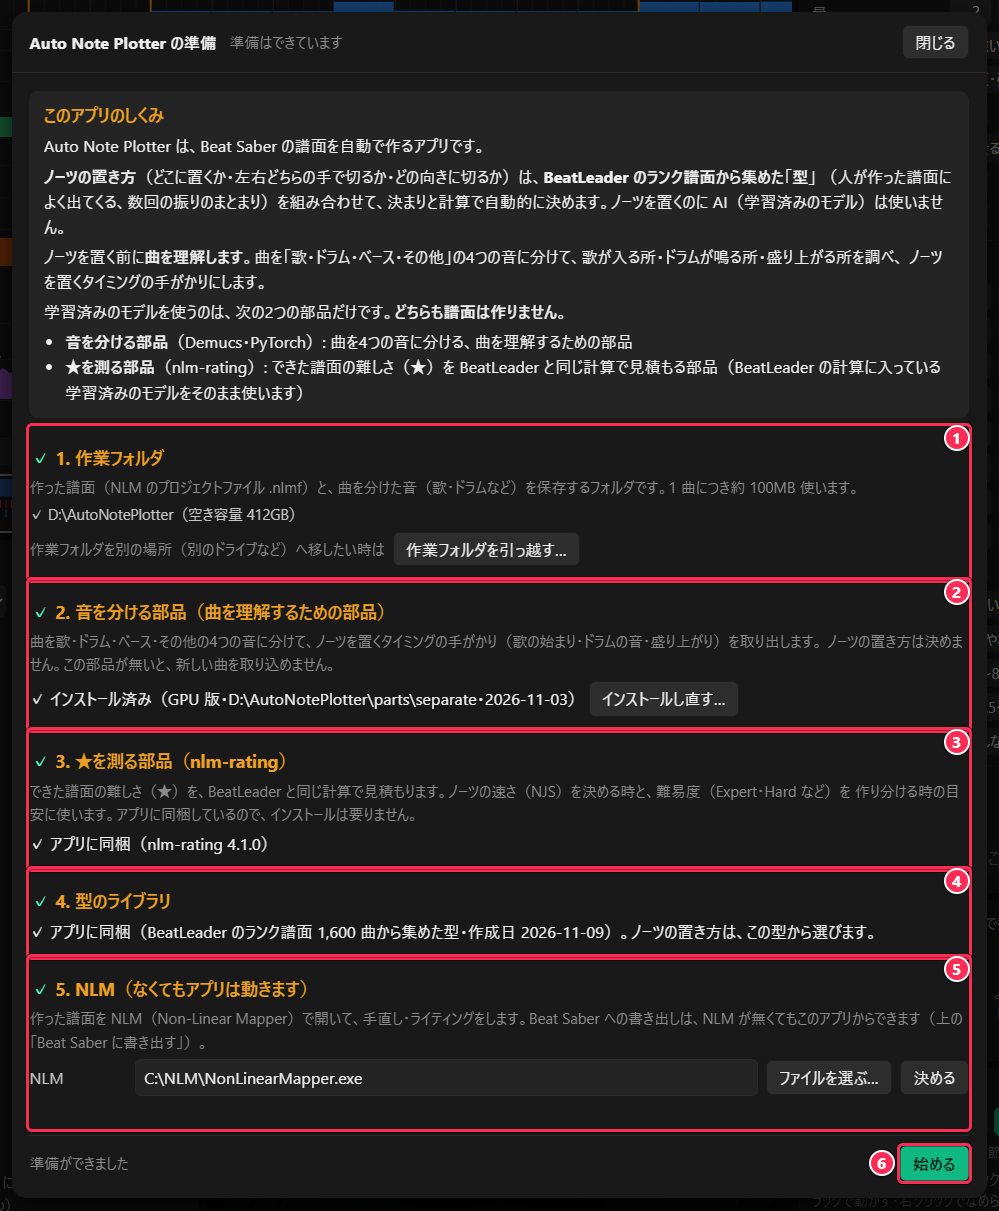 Auto Note Plotter の準備 準備はできています 閉じる
このアプリのしくみ
Auto Note Plotter は、Beat Saber の譜面を自動で作るアプリです。
ノーツの置き方（どこに置くか・左右どちらの手で切るか・どの向きに切るか）は、BeatLeader のランク譜面から集めた「型」（人が作った譜面に
よく出てくる、数回の振りのまとまり）を組み合わせて、決まりと計算で自動的に決めます。ノーツを置くのに AI（学習済みのモデル）は使いませ
ん。
ノーツを置く前に曲を理解します。曲を「歌・ドラム・ベース・その他」の4つの音に分けて、歌が入る所・ドラムが鳴る所・盛り上がる所を調べ、ノーツ
を置くタイミングの手がかりにします。
学習済みのモデルを使うのは、次の2つの部品だけです。どちらも譜面は作りません。
• 音を分ける部品（Demucs・PyTorch）: 曲を4つの音に分ける、曲を理解するための部品
• ★を測る部品（nlm-rating）: できた譜面の難しさ（★）を BeatLeader と同じ計算で見積もる部品（BeatLeader の計算に入っている
学習済みのモデルをそのまま使います）
1
✓ 1. 作業フォルダ
作った譜面（NLM のプロジェクトファイル .nlmf）と、曲を分けた音（歌・ドラムなど）を保存するフォルダです。1 曲につき約 100MB 使います。
✓ D:\AutoNotePlotter（空き容量 412GB）
作業フォルダを別の場所（別のドライブなど）へ移したい時は 作業フォルダを引っ越す...
2
✓ 2. 音を分ける部品（曲を理解するための部品）
曲を歌・ドラム・ベース・その他の4つの音に分けて、ノーツを置くタイミングの手がかり（歌の始まり・ドラムの音・盛り上がり）を取り出します。 ノーツの置き方は決めま
せん。この部品が無いと、新しい曲を取り込めません。
✓ インストール済み（GPU 版・D:\AutoNotePlotter\parts\separate・2026-11-03） インストールし直す...
3
✓ 3. ★を測る部品（nlm-rating）
できた譜面の難しさ（★）を、BeatLeader と同じ計算で見積もります。ノーツの速さ（NJS）を決める時と、難易度（Expert・Hard など）を 作り分ける時の目
安に使います。アプリに同梱しているので、インストールは要りません。
✓ アプリに同梱（nlm-rating 4.1.0）
4
✓ 4. 型のライブラリ
✓ アプリに同梱（BeatLeader のランク譜面 1,600 曲から集めた型・作成日 2026-11-09）。ノーツの置き方は、この型から選びます。
5
✓ 5. NLM（なくてもアプリは動きます）
作った譜面を NLM（Non-Linear Mapper）で開いて、手直し・ライティングをします。Beat Saber への書き出しは、NLM が無くてもこのアプリからできます（上の
「Beat Saber に書き出す」）。
NLM C:\NLM\NonLinearMapper.exe ファイルを選ぶ... 決める
準備ができました 6 始める